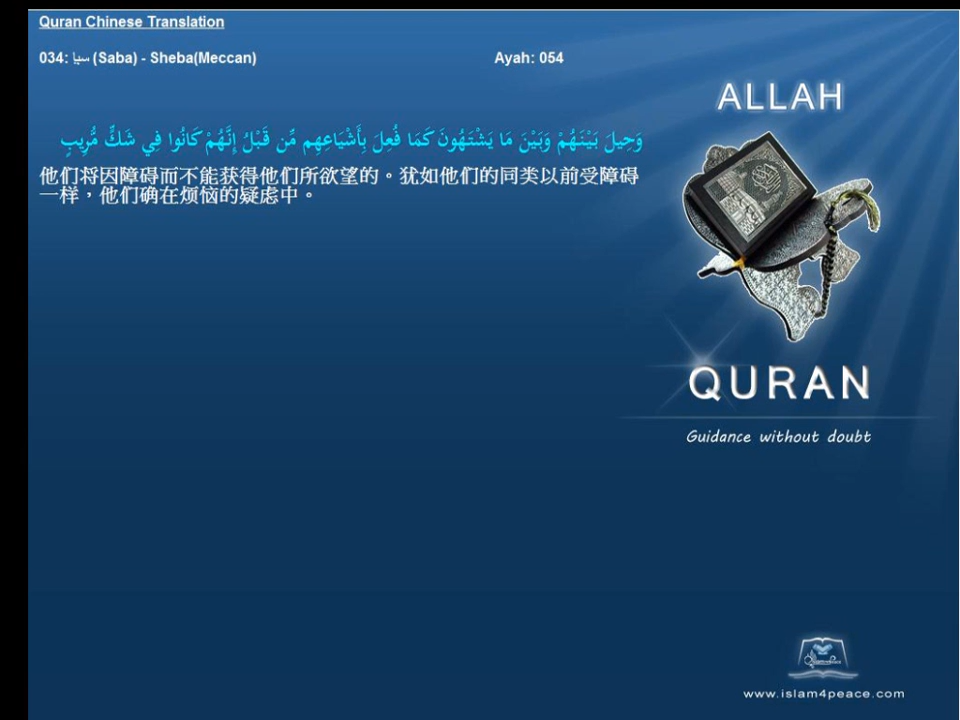 Quran Chinese Translation
034: سبإ (Saba) - Sheba(Meccan) Ayah: 054
ALLAH
وَحِيلَ بَيْنَهُمْ وَبَيْنَ مَا يَشْتَهُونَ كَمَا فُعِلَ بِأَشْيَاعِهِم مِّن قَبْلُ إِنَّهُمْ كَانُوا فِي شَكٍّ مُّرِيبٍ
他们将因障碍而不能获得他们所欲望的。犹如他们的同类以前受障碍
一样，他们确在烦恼的疑虑中。
QURAN
Guidance without doubt
www.islam4peace.com